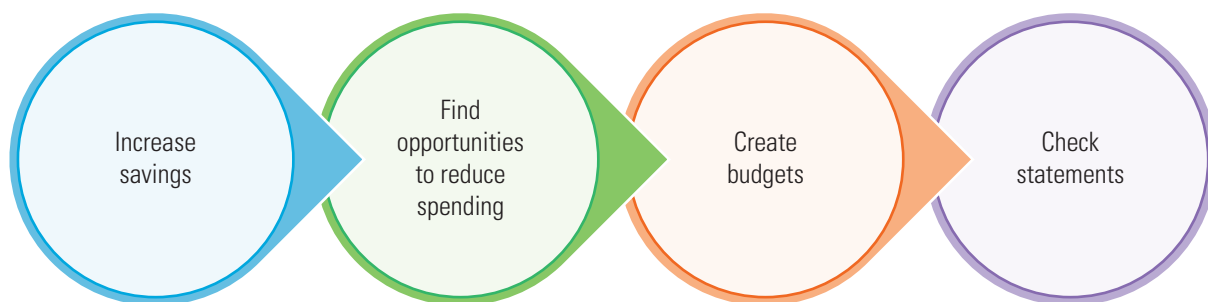 Increase
savings
Find
opportunities
to reduce
spending
Create
budgets
Check
statements